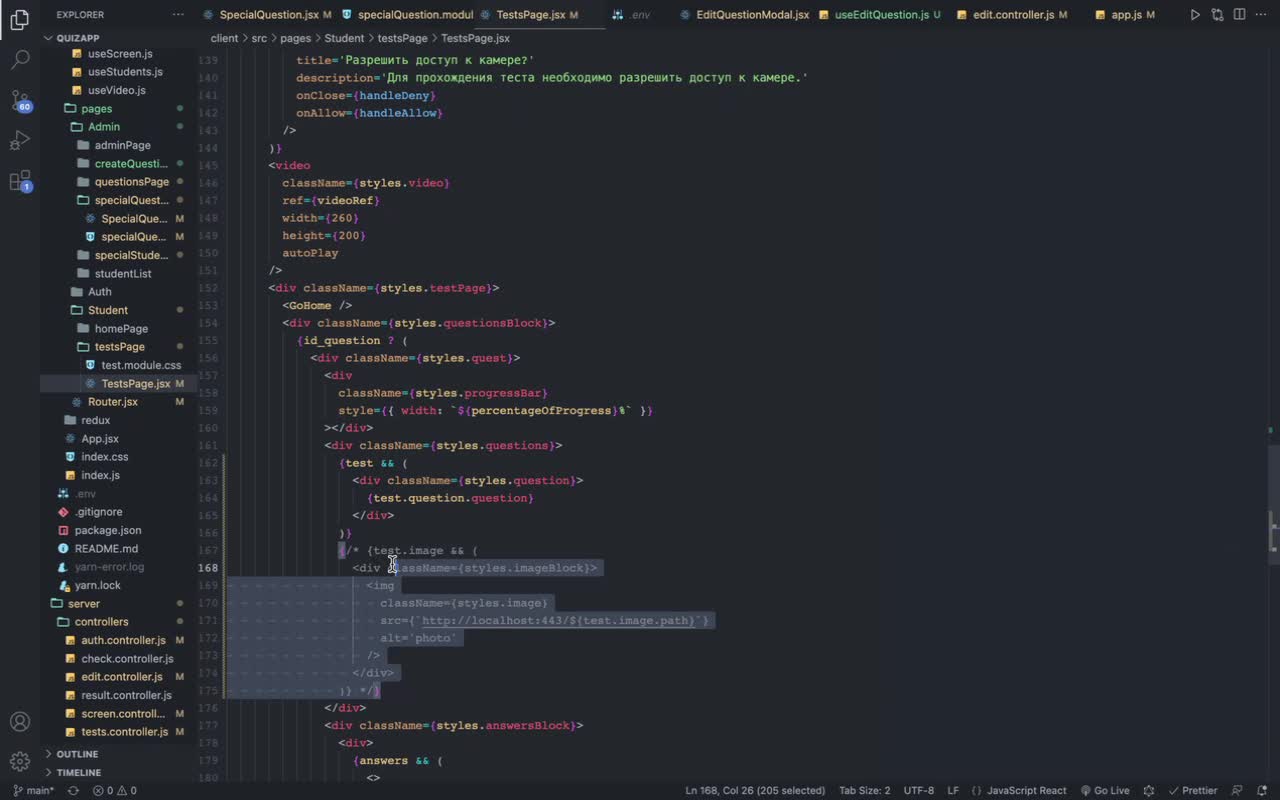 EXPLORER
SpecialQuestion.jsx M
specialQuestion.modul
TestsPage.jsx M
.env
EditQuestionModal.jsx
useEditQuestion.js U
edit.controller.js M
app.js M
QUIZAPP
client > src > pages > Student > testsPage > TestsPage.jsx
useScreen.js
useStudents.js
useVideo.js
pages
Admin
adminPage
createQuesti...
questionsPage
specialQuest...
SpecialQue... M
specialQue... M
specialStude...
studentList
Auth
Student
homePage
testsPage
test.module.css
TestsPage.jsx M
Router.jsx M
redux
App.jsx
index.css
index.js
.env
.gitignore
package.json
README.md
yarn-error.log
yarn.lock
server
controllers
auth.controller.js M
check.controller.js
edit.controller.js M
result.controller.js
screen.controll... M
tests.controller.js M
OUTLINE
TIMELINE
60
1
139 title='Разрешить доступ к камере?'
140 description='Для прохождения теста необходимо разрешить доступ к камере.'
141 onClose={handleDeny}
142 onAllow={handleAllow}
143 />
144 )}
145 <video
146 className={styles.video}
147 ref={videoRef}
148 width={260}
149 height={200}
150 autoPlay
151 />
152 <div className={styles.testPage}>
153 <GoHome />
154 <div className={styles.questionsBlock}>
155 {id_question ? (
156 <div className={styles.quest}>
157 <div
158 className={styles.progressBar}
159 style={{ width: `${percentageOfProgress}%` }}
160 ></div>
161 <div className={styles.questions}>
162 {test && (
163 <div className={styles.question}>
164 {test.question.question}
165 </div>
166 )}
167 {/* {test.image && (
168 <div className={styles.imageBlock}>
169 <img
170 className={styles.image}
171 src={`http://localhost:443/${test.image.path}`}
172 alt='photo'
173 />
174 </div>
175 )} */}
176 </div>
177 <div className={styles.answersBlock}>
178 <div>
179 {answers && (
180 <>
main*
0 0
Ln 168, Col 26 (205 selected)
Tab Size: 2
UTF-8
LF
{} JavaScript React
Go Live
Prettier